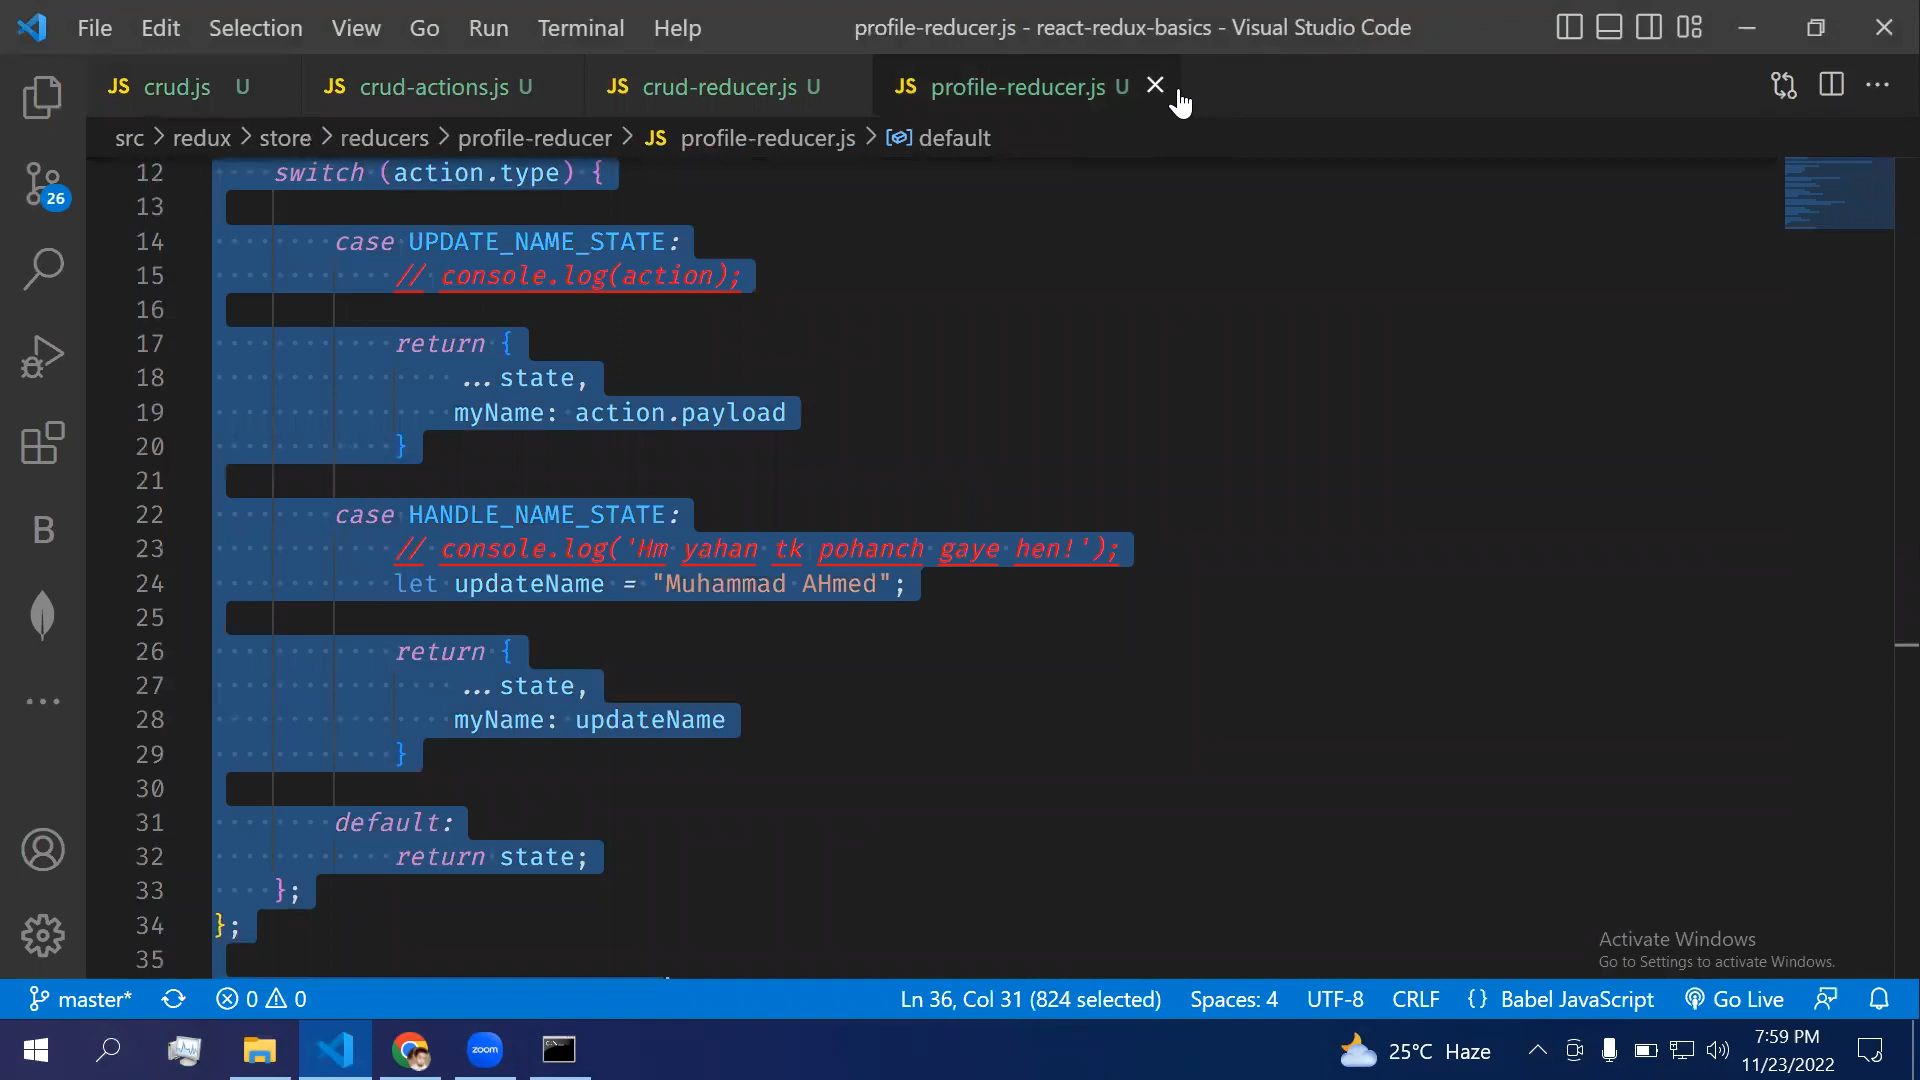 File Edit Selection View Go Run Terminal Help
profile-reducer.js - react-redux-basics - Visual Studio Code
JS crud.js U
JS crud-actions.js U
JS crud-reducer.js U
JS profile-reducer.js U
src > redux > store > reducers > profile-reducer > JS profile-reducer.js > default
12 switch (action.type) {
13
14 case UPDATE_NAME_STATE:
15 // console.log(action);
16
17 return {
18 ...state,
19 myName: action.payload
20 }
21
22 case HANDLE_NAME_STATE:
23 // console.log('Hm yahan tk pohanch gaye hen!');
24 let updateName = "Muhammad AHmed";
25
26 return {
27 ...state,
28 myName: updateName
29 }
30
31 default:
32 return state;
33 };
34 };
35
26
B
Activate Windows
Go to Settings to activate Windows.
master* 0 0 Ln 36, Col 31 (824 selected) Spaces: 4 UTF-8 CRLF {} Babel JavaScript Go Live
zoom
25°C Haze
7:59 PM
11/23/2022